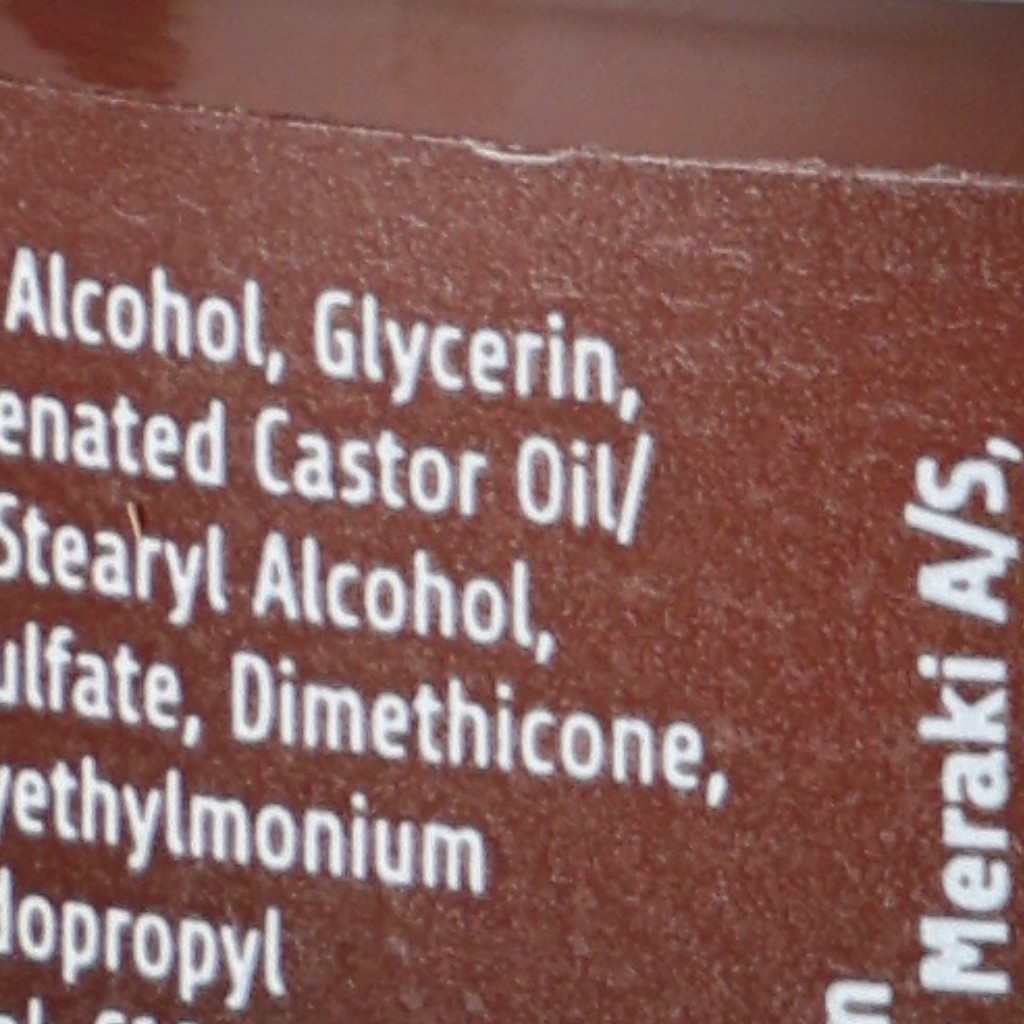 Alcohol, Glycerin,
enated Castor Oil/
Stearyl Alcohol,
ulfate, Dimethicone,
yethylmonium
dopropyl
Meraki A/S,